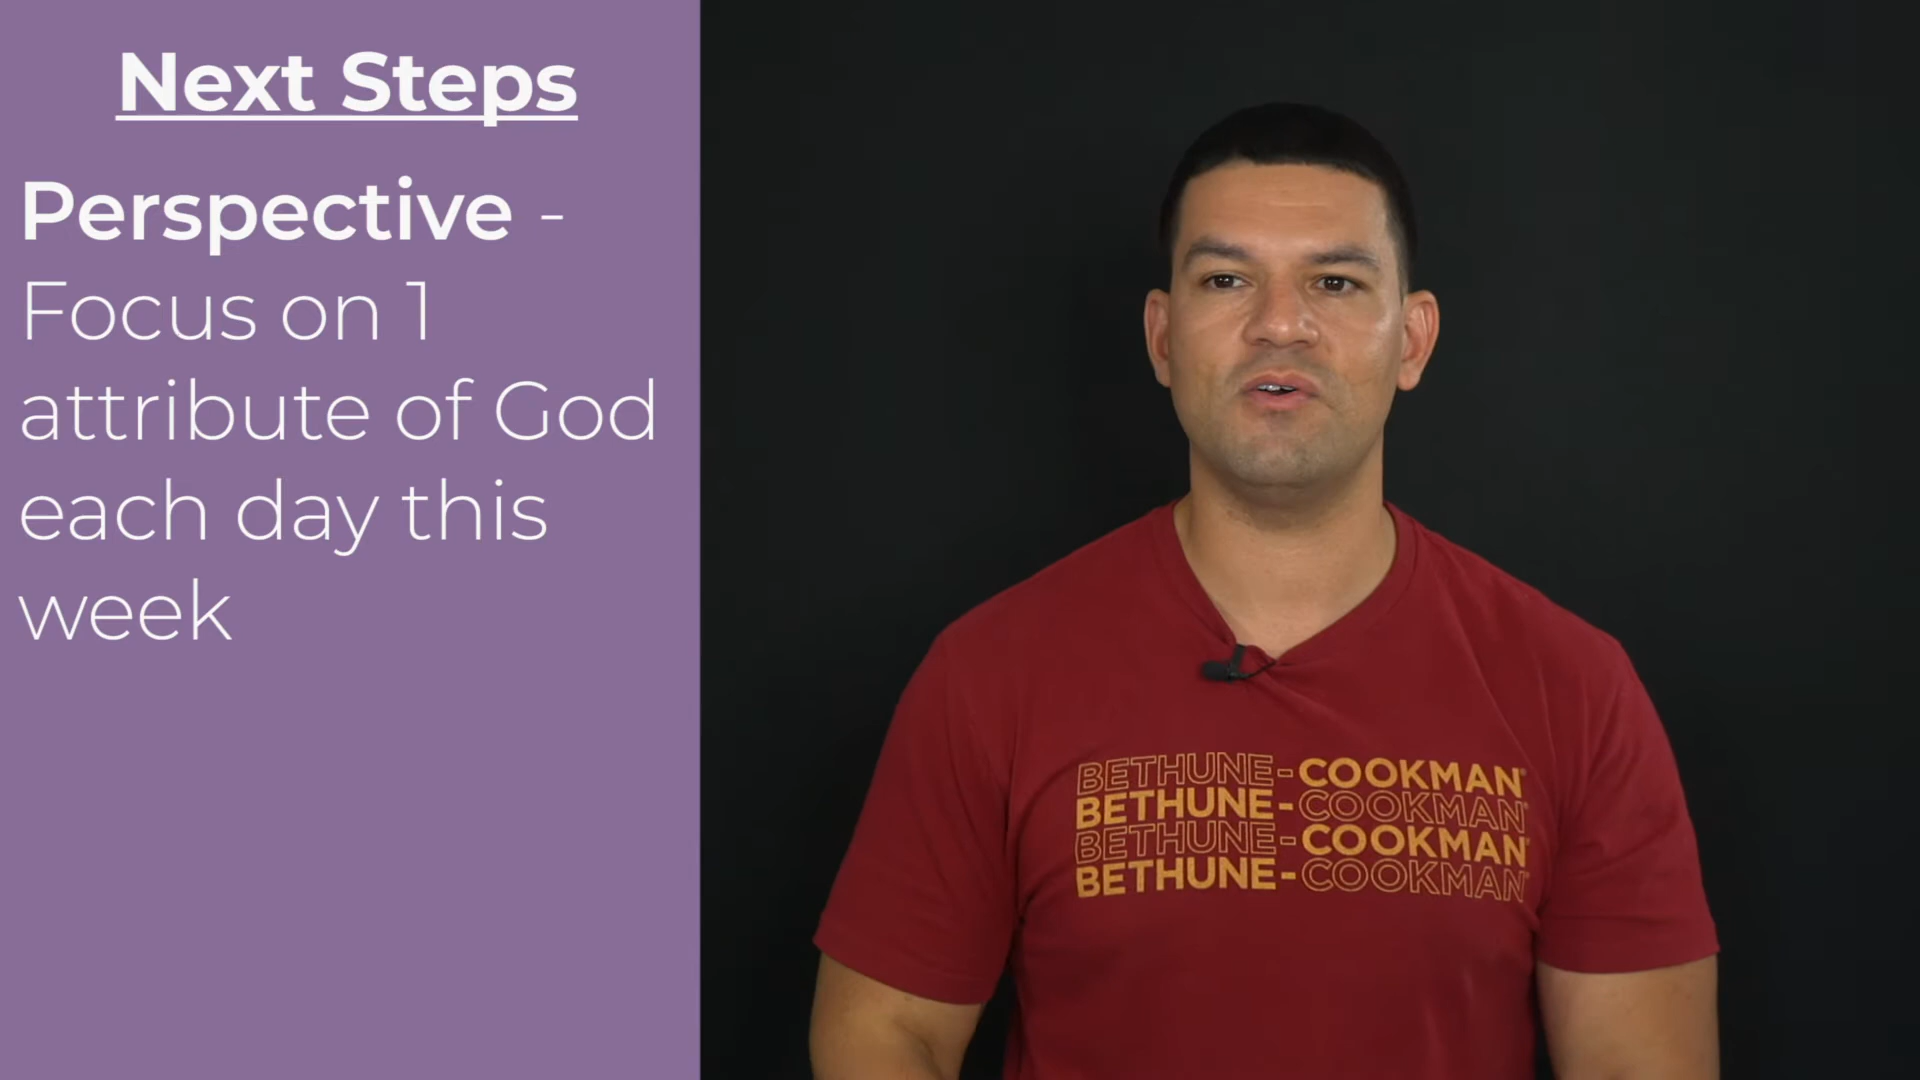 Next Steps
Perspective -
Focus on 1
attribute of God
each day this
week
BETHUNE-COOKMAN
BETHUNE-COOKMAN
BETHUNE-COOKMAN
BETHUNE-COOKMAN